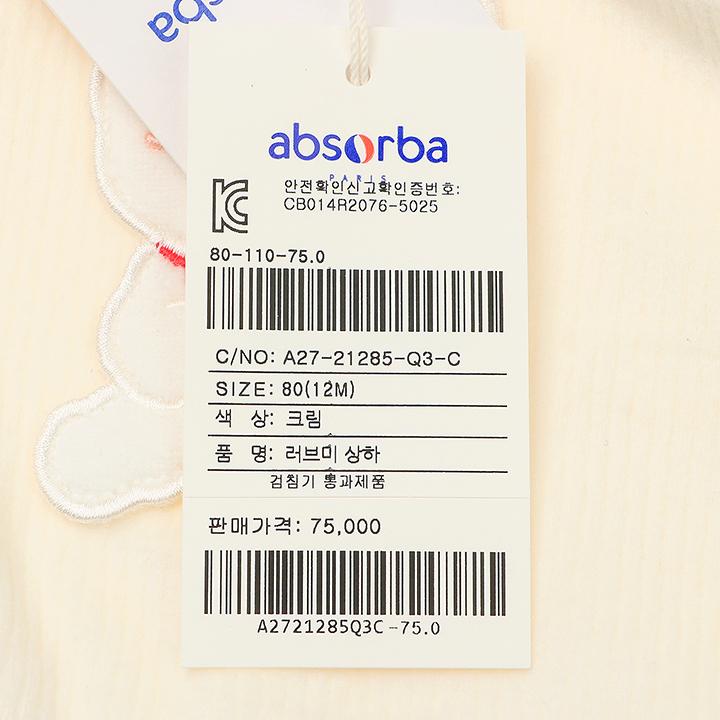 rba
absorba
PARIS
안전확인신고확인증번호:
CB014R2076-5025
80-110-75.0
C/NO: A27-21285-Q3-C
SIZE: 80(12M)
색 상: 크림
품 명: 러브미 상하
검침기 통과제품
판매가격: 75,000
A2721285Q3C-75.0